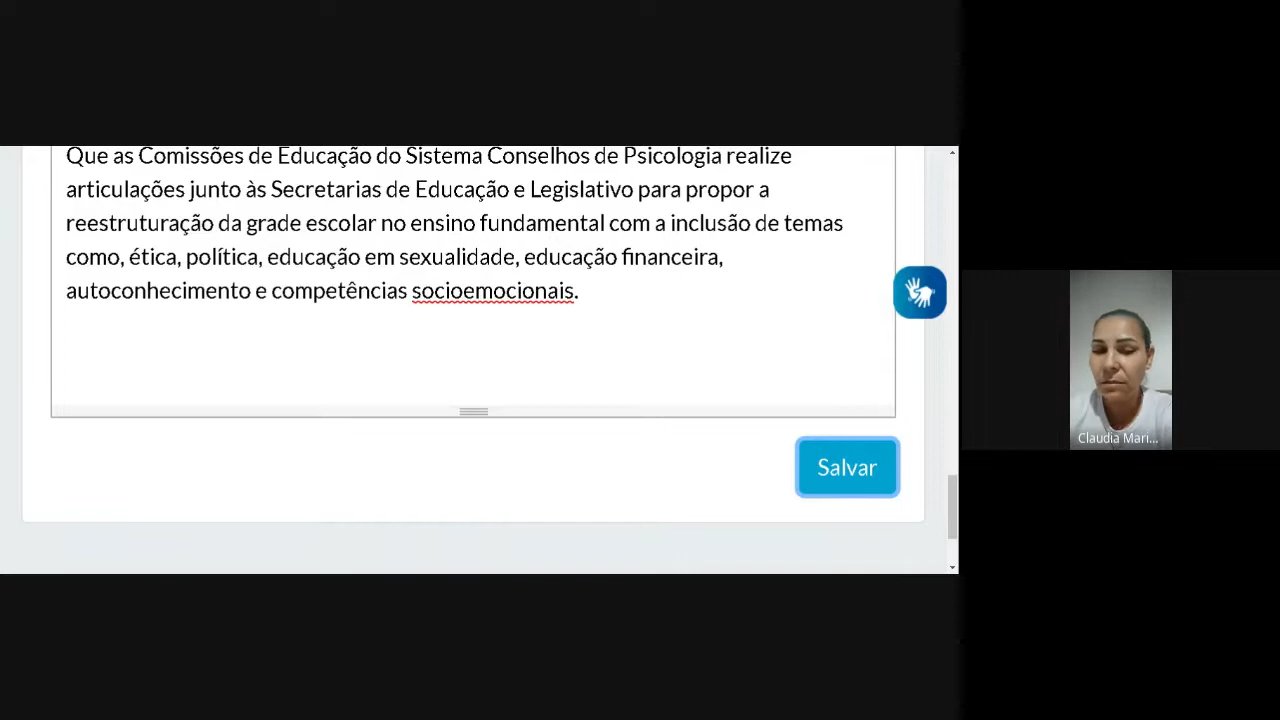 Que as Comissões de Educação do Sistema Conselhos de Psicologia realize
articulações junto às Secretarias de Educação e Legislativo para propor a
reestruturação da grade escolar no ensino fundamental com a inclusão de temas
como, ética, política, educação em sexualidade, educação financeira,
autoconhecimento e competências socioemocionais.
Salvar
Claudia Mari...